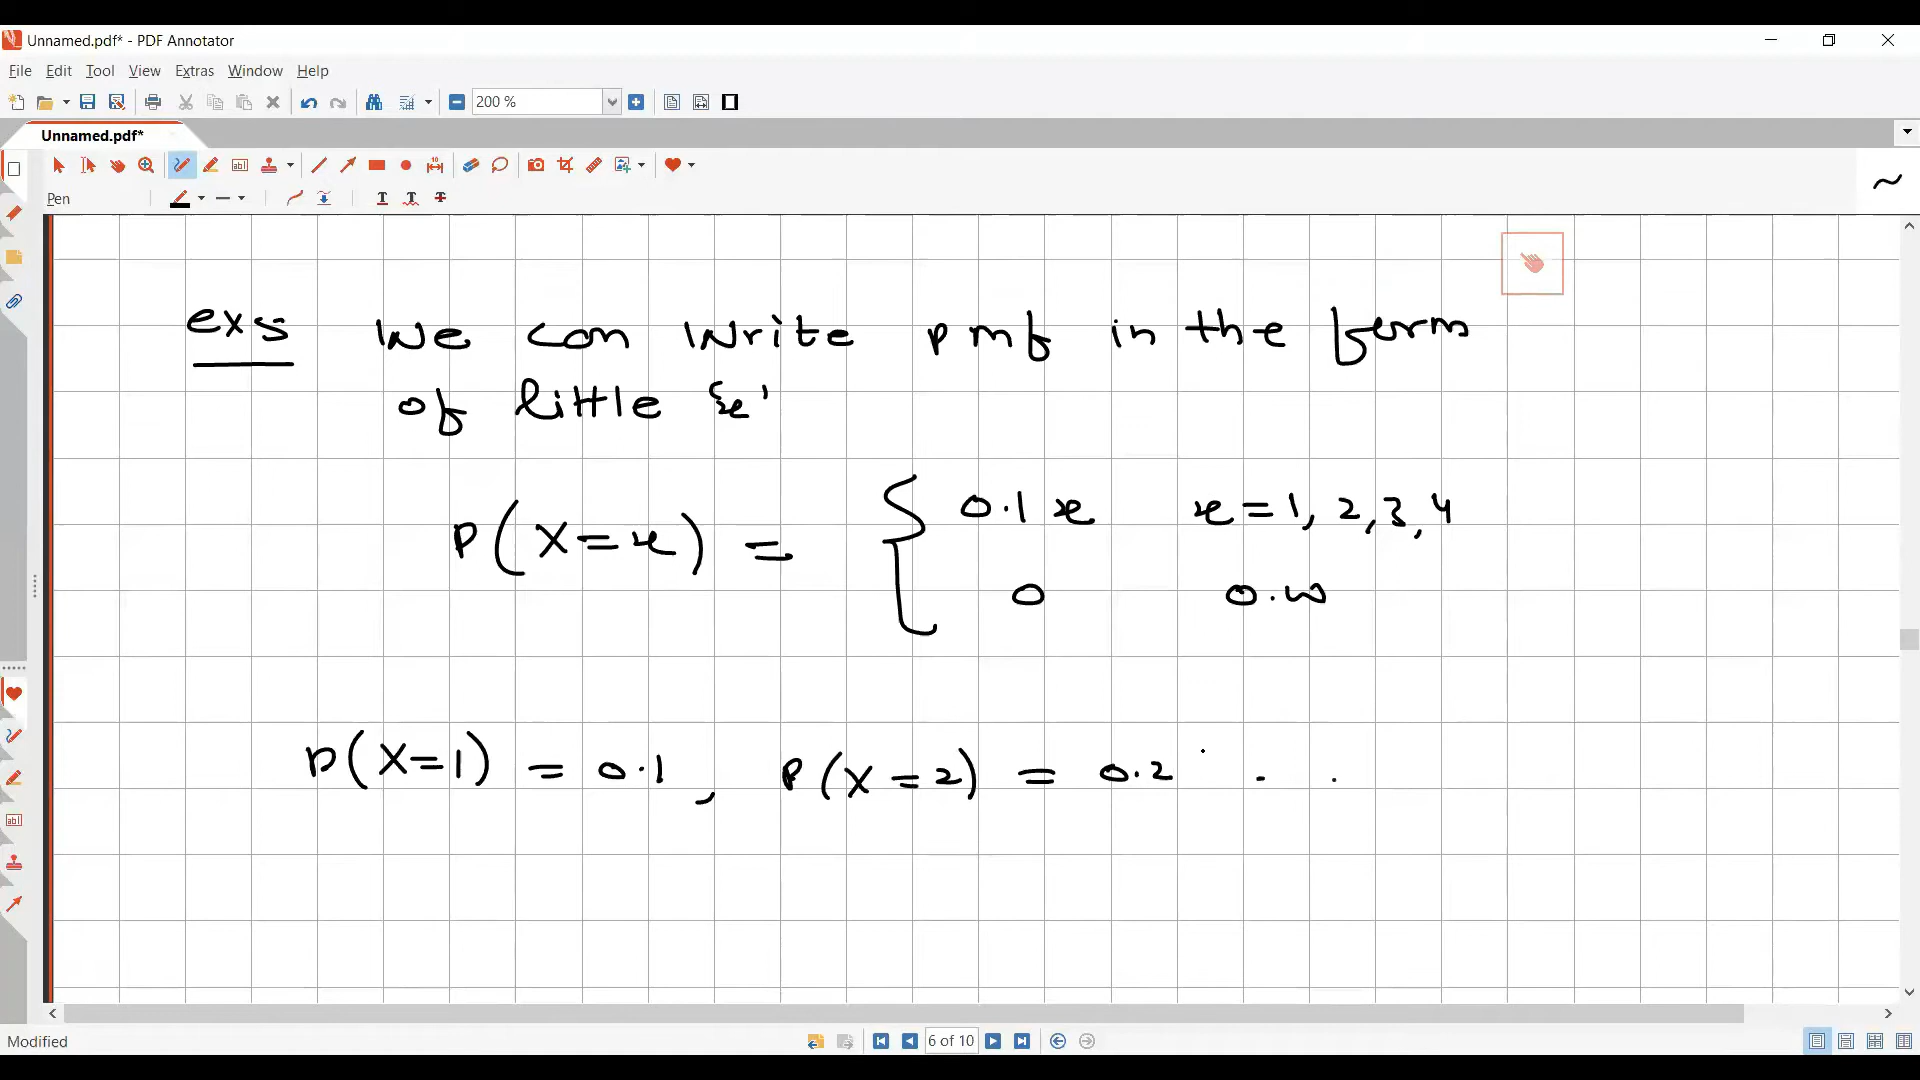 Unnamed.pdf* - PDF Annotator
File Edit Tool View Extras Window Help
200 %
Unnamed.pdf*
Pen
exs We can write pmf in the form
of little 'x'
P(X=x) = { 0.1x x=1, 2, 3, 4
0 0.w
P(X=1) = 0.1, P(X=2) = 0.2 . .
Modified 6 of 10